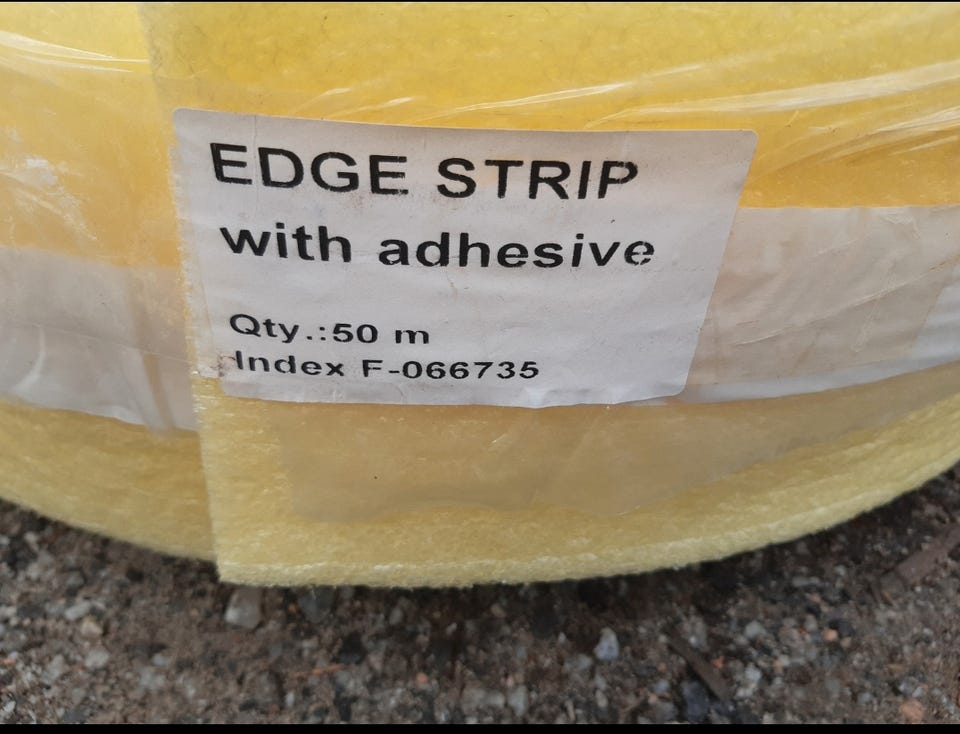 EDGE STRIP
with adhesive
Qty.:50 m
Index F-066735